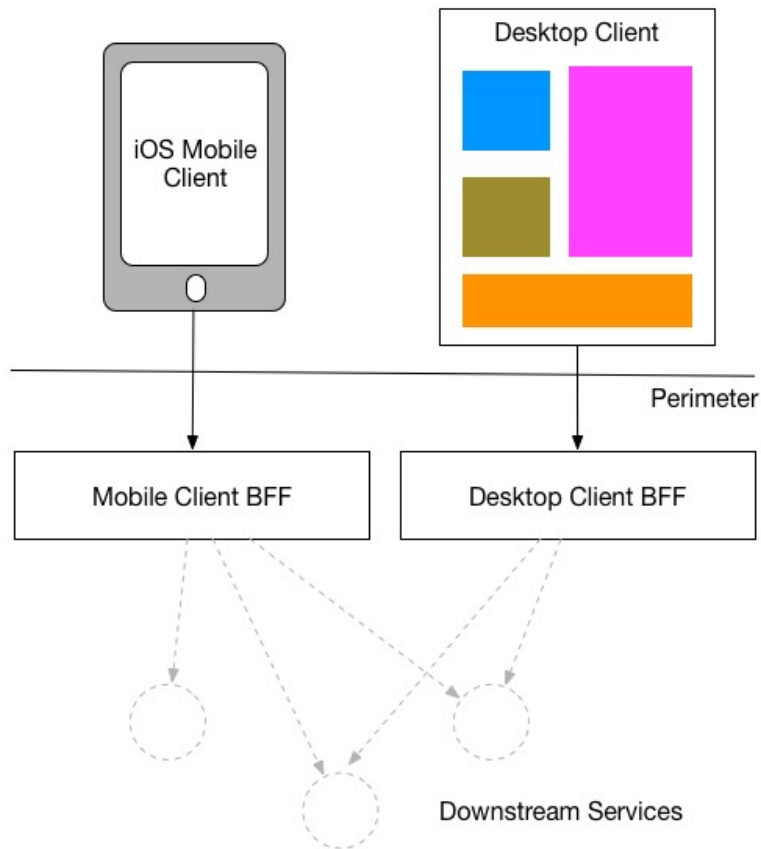 Desktop Client
iOS Mobile
Client
Perimeter
Mobile Client BFF
Desktop Client BFF
Downstream Services